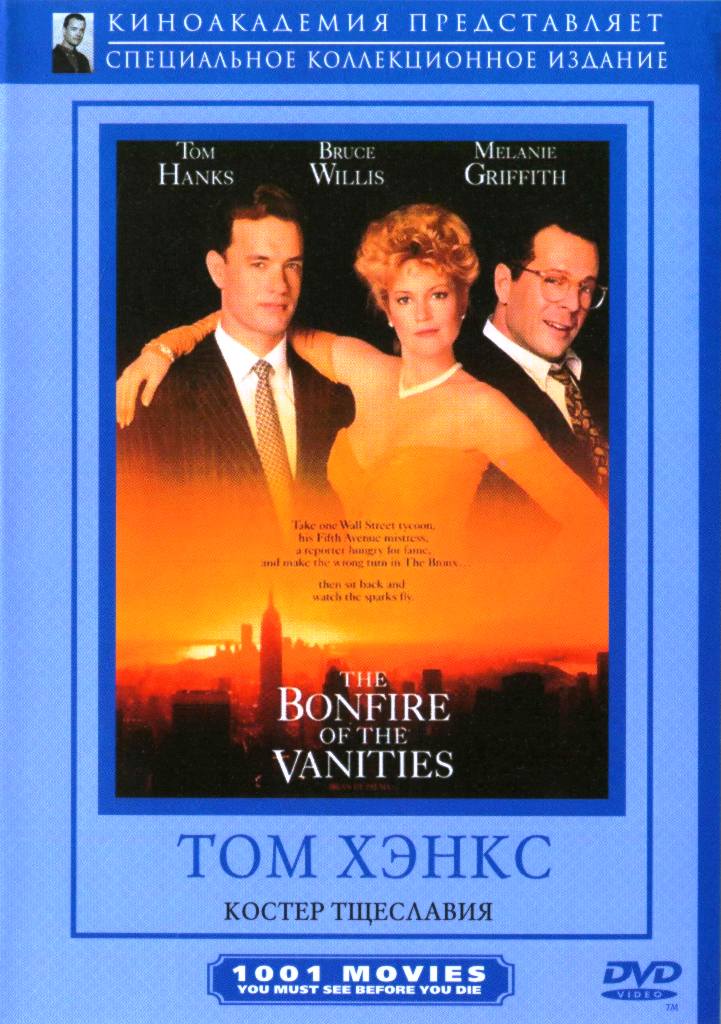 КИНОАКАДЕМИЯ ПРЕДСТАВЛЯЕТ
СПЕЦИАЛЬНОЕ КОЛЛЕКЦИОННОЕ ИЗДАНИЕ
TOM HANKS
BRUCE WILLIS
MELANIE GRIFFITH
Take one Wall Street tycoon,
his Fifth Avenue mistress,
a reporter hungry for fame,
and make the wrong turn in The Bronx...
then sit back and
watch the sparks fly.
THE
BONFIRE
OF THE
VANITIES
ТОМ ХЭНКС
КОСТЕР ТЩЕСЛАВИЯ
1001 MOVIES
YOU MUST SEE BEFORE YOU DIE
DVD
VIDEO
TM